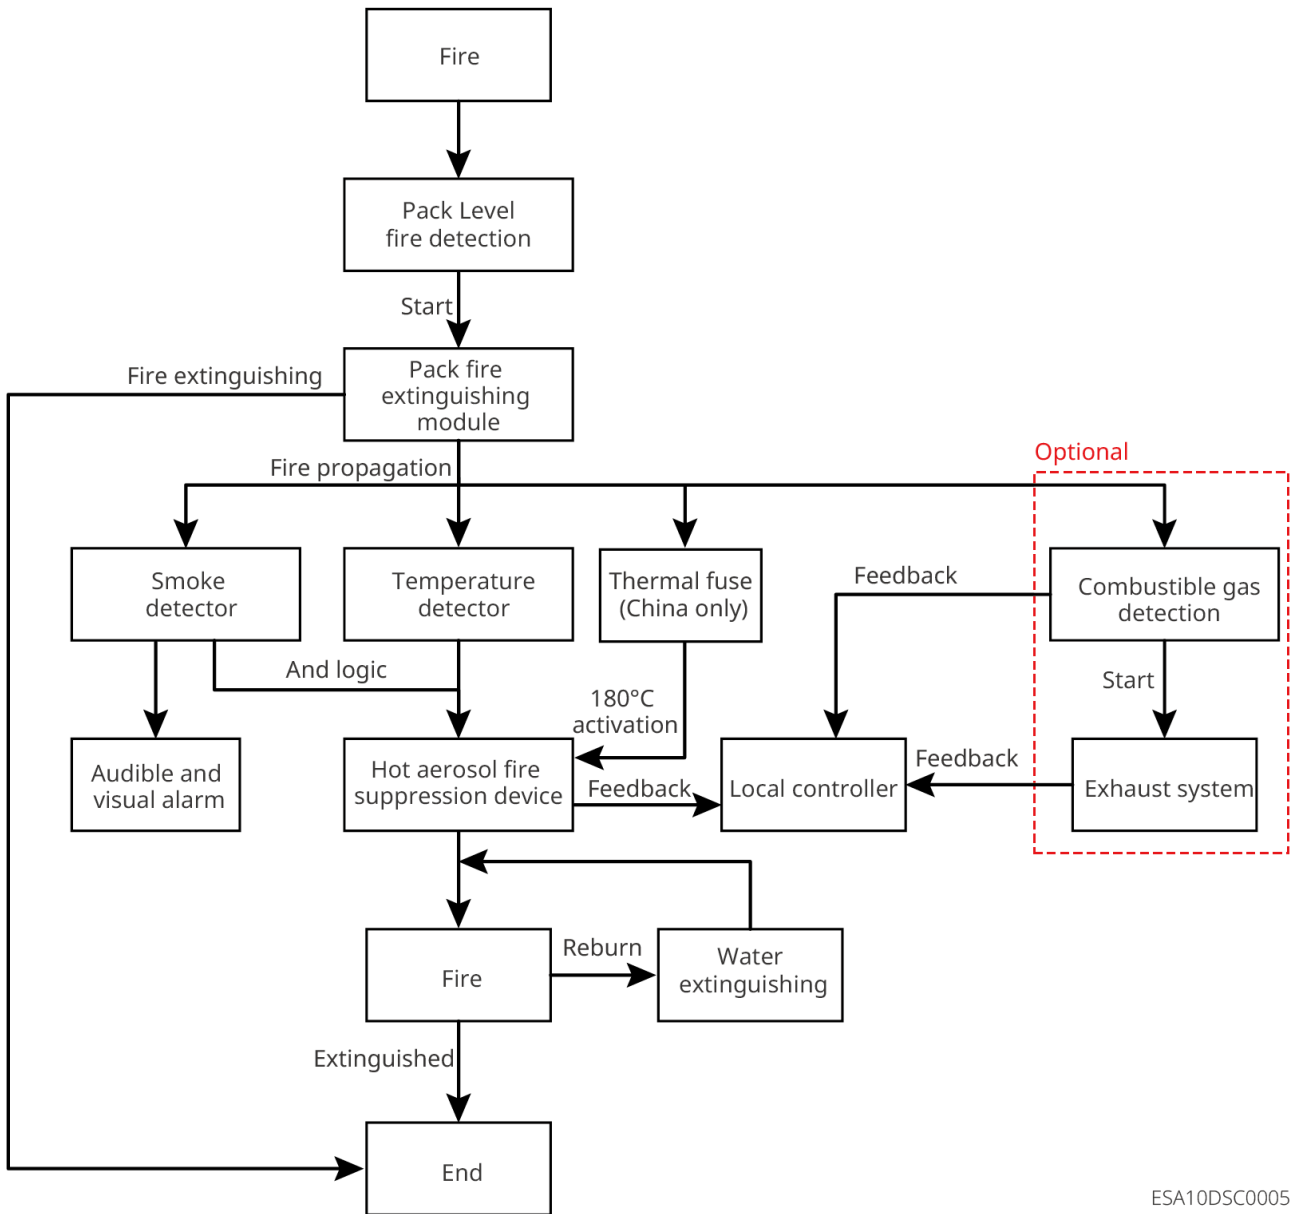 Fire
Pack Level
fire detection
Start
Pack fire
extinguishing
module
Fire extinguishing
Fire propagation
Optional
Smoke
detector
Temperature
detector
Thermal fuse
(China only)
Feedback
Combustible gas
detection
And logic
180°C
activation
Start
Audible and
visual alarm
Hot aerosol fire
suppression device
Feedback
Local controller
Feedback
Exhaust system
Fire
Reburn
Water
extinguishing
Extinguished
End
ESA10DSC0005